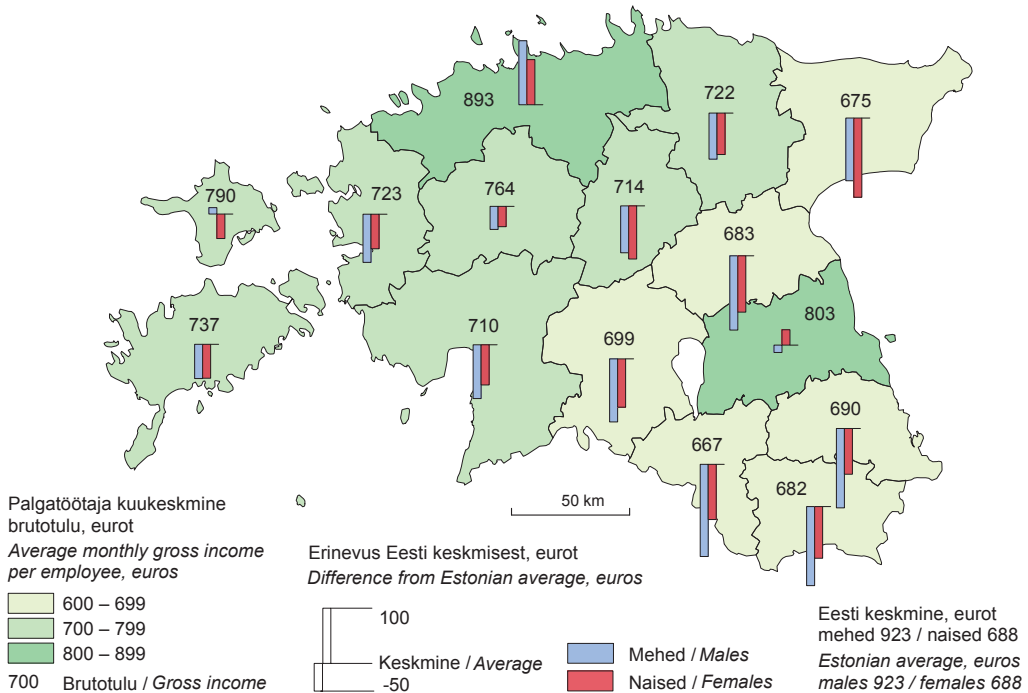 893
722
675
790
723
764
714
683
803
737
710
699
690
667
682
50 km
Palgatöötaja kuukeskmine
brutotulu, eurot
Average monthly gross income
per employee, euros
600 – 699
700 – 799
800 – 899
700 Brutotulu / Gross income
Erinevus Eesti keskmisest, eurot
Difference from Estonian average, euros
100
Keskmine / Average
-50
Mehed / Males
Naised / Females
Eesti keskmine, eurot
mehed 923 / naised 688
Estonian average, euros
males 923 / females 688